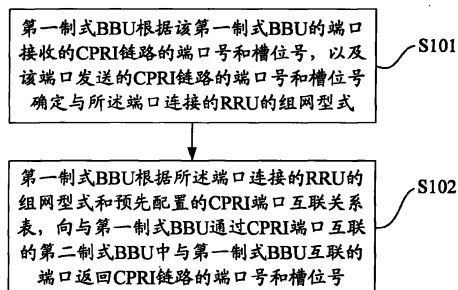 第一制式BBU根据该第一制式BBU的端口
接收的CPRI链路的端口号和槽位号，以及
该端口发送的CPRI链路的端口号和槽位号
确定与所述端口连接的RRU的组网型式
S101
第一制式BBU根据所述端口连接的RRU的
组网型式和预先配置的CPRI端口互联关系
表，向与第一制式BBU通过CPRI端口互联
的第二制式BBU中与第一制式BBU互联的
端口返回CPRI链路的端口号和槽位号
S102